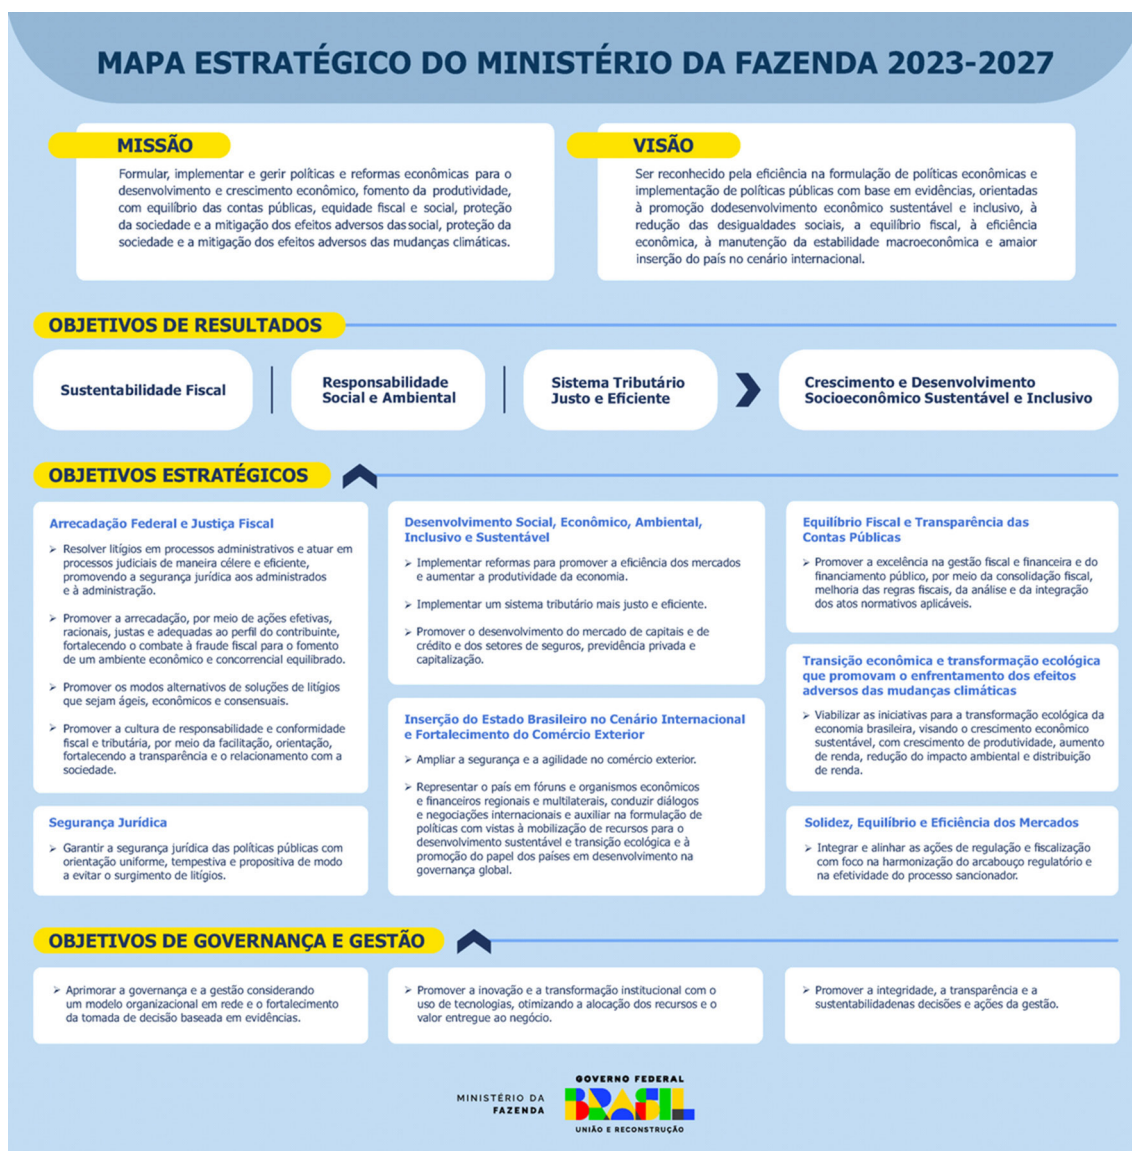 MAPA ESTRATÉGICO DO MINISTÉRIO DA FAZENDA 2023-2027
MISSÃO
Formular, implementar e gerir políticas e reformas econômicas para o
desenvolvimento e crescimento econômico, fomento da produtividade,
com equilíbrio das contas públicas, equidade fiscal e social, proteção
da sociedade e a mitigação dos efeitos adversos das social, proteção da
sociedade e a mitigação dos efeitos adversos das mudanças climáticas.
VISÃO
Ser reconhecido pela eficiência na formulação de políticas econômicas e
implementação de políticas públicas com base em evidências, orientadas
à promoção dodesenvolvimento econômico sustentável e inclusivo, à
redução das desigualdades sociais, a equilíbrio fiscal, à eficiência
econômica, à manutenção da estabilidade macroeconômica e amaior
inserção do país no cenário internacional.
OBJETIVOS DE RESULTADOS
Sustentabilidade Fiscal
Responsabilidade
Social e Ambiental
Sistema Tributário
Justo e Eficiente
Crescimento e Desenvolvimento
Socioeconômico Sustentável e Inclusivo
OBJETIVOS ESTRATÉGICOS
Arrecadação Federal e Justiça Fiscal
➢ Resolver litígios em processos administrativos e atuar em
processos judiciais de maneira célere e eficiente,
promovendo a segurança jurídica aos administrados
e à administração.
➢ Promover a arrecadação, por meio de ações efetivas,
racionais, justas e adequadas ao perfil do contribuinte,
fortalecendo o combate à fraude fiscal para o fomento
de um ambiente econômico e concorrencial equilibrado.
➢ Promover os modos alternativos de soluções de litígios
que sejam ágeis, econômicos e consensuais.
➢ Promover a cultura de responsabilidade e conformidade
fiscal e tributária, por meio da facilitação, orientação,
fortalecendo a transparência e o relacionamento com a
sociedade.
Segurança Jurídica
➢ Garantir a segurança jurídica das políticas públicas com
orientação uniforme, tempestiva e propositiva de modo
a evitar o surgimento de litígios.
Desenvolvimento Social, Econômico, Ambiental,
Inclusivo e Sustentável
➢ Implementar reformas para promover a eficiência dos mercados
e aumentar a produtividade da economia.
➢ Implementar um sistema tributário mais justo e eficiente.
➢ Promover o desenvolvimento do mercado de capitais e de
crédito e dos setores de seguros, previdência privada e
capitalização.
Inserção do Estado Brasileiro no Cenário Internacional
e Fortalecimento do Comércio Exterior
➢ Ampliar a segurança e a agilidade no comércio exterior.
➢ Representar o país em fóruns e organismos econômicos
e financeiros regionais e multilaterais, conduzir diálogos
e negociações internacionais e auxiliar na formulação de
políticas com vistas à mobilização de recursos para o
desenvolvimento sustentável e transição ecológica e à
promoção do papel dos países em desenvolvimento na
governança global.
Equilíbrio Fiscal e Transparência das
Contas Públicas
➢ Promover a excelência na gestão fiscal e financeira e do
financiamento público, por meio da consolidação fiscal,
melhoria das regras fiscais, da análise e da integração
dos atos normativos aplicáveis.
Transição econômica e transformação ecológica
que promovam o enfrentamento dos efeitos
adversos das mudanças climáticas
➢ Viabilizar as iniciativas para a transformação ecológica da
economia brasileira, visando o crescimento econômico
sustentável, com crescimento de produtividade, aumento
de renda, redução do impacto ambiental e distribuição
de renda.
Solidez, Equilíbrio e Eficiência dos Mercados
➢ Integrar e alinhar as ações de regulação e fiscalização
com foco na harmonização do arcabouço regulatório e
na efetividade do processo sancionador.
OBJETIVOS DE GOVERNANÇA E GESTÃO
➢ Aprimorar a governança e a gestão considerando
um modelo organizacional em rede e o fortalecimento
da tomada de decisão baseada em evidências.
➢ Promover a inovação e a transformação institucional com o
uso de tecnologias, otimizando a alocação dos recursos e o
valor entregue ao negócio.
➢ Promover a integridade, a transparência e a
sustentabilidadenas decisões e ações da gestão.
MINISTÉRIO DA
FAZENDA
GOVERNO FEDERAL
BRASIL
UNIÃO E RECONSTRUÇÃO